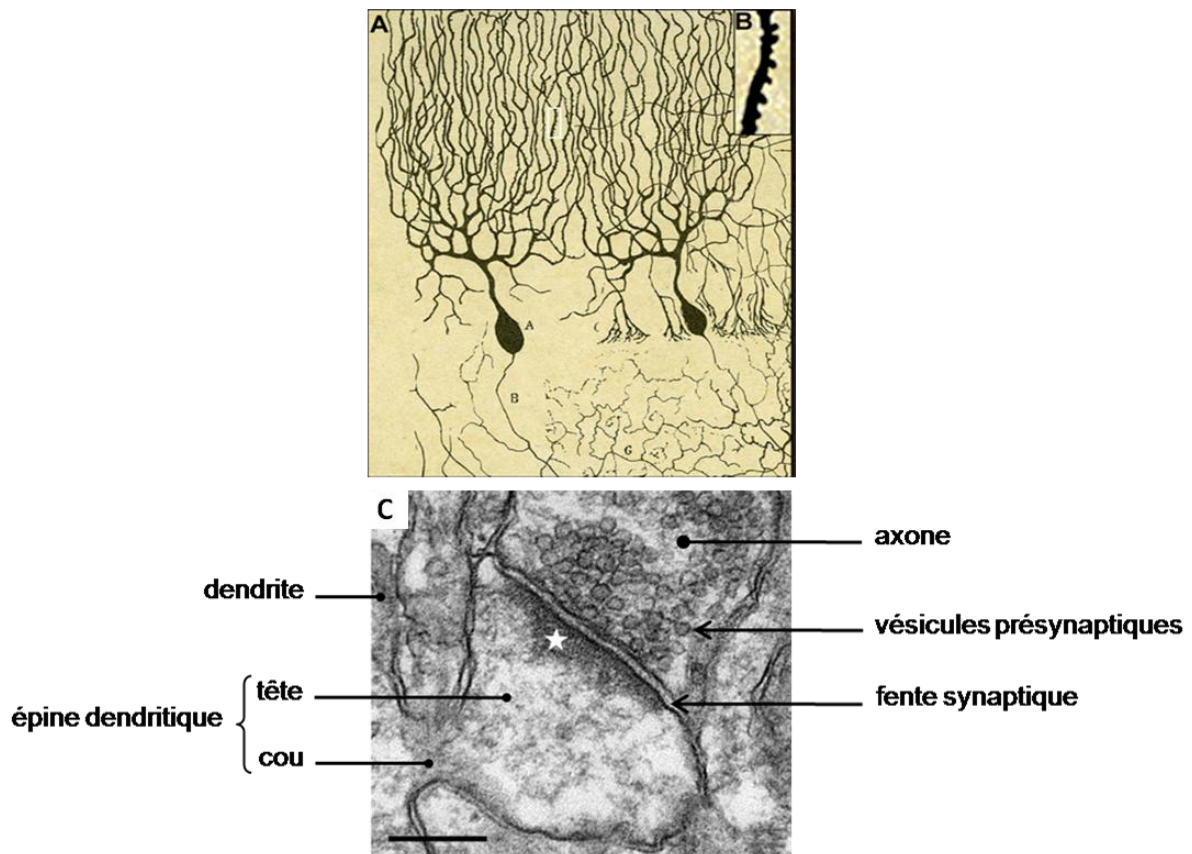 A
B
A
C
B
G
C
axone
dendrite
vésicules présynaptiques
tête
fente synaptique
épine dendritique
cou